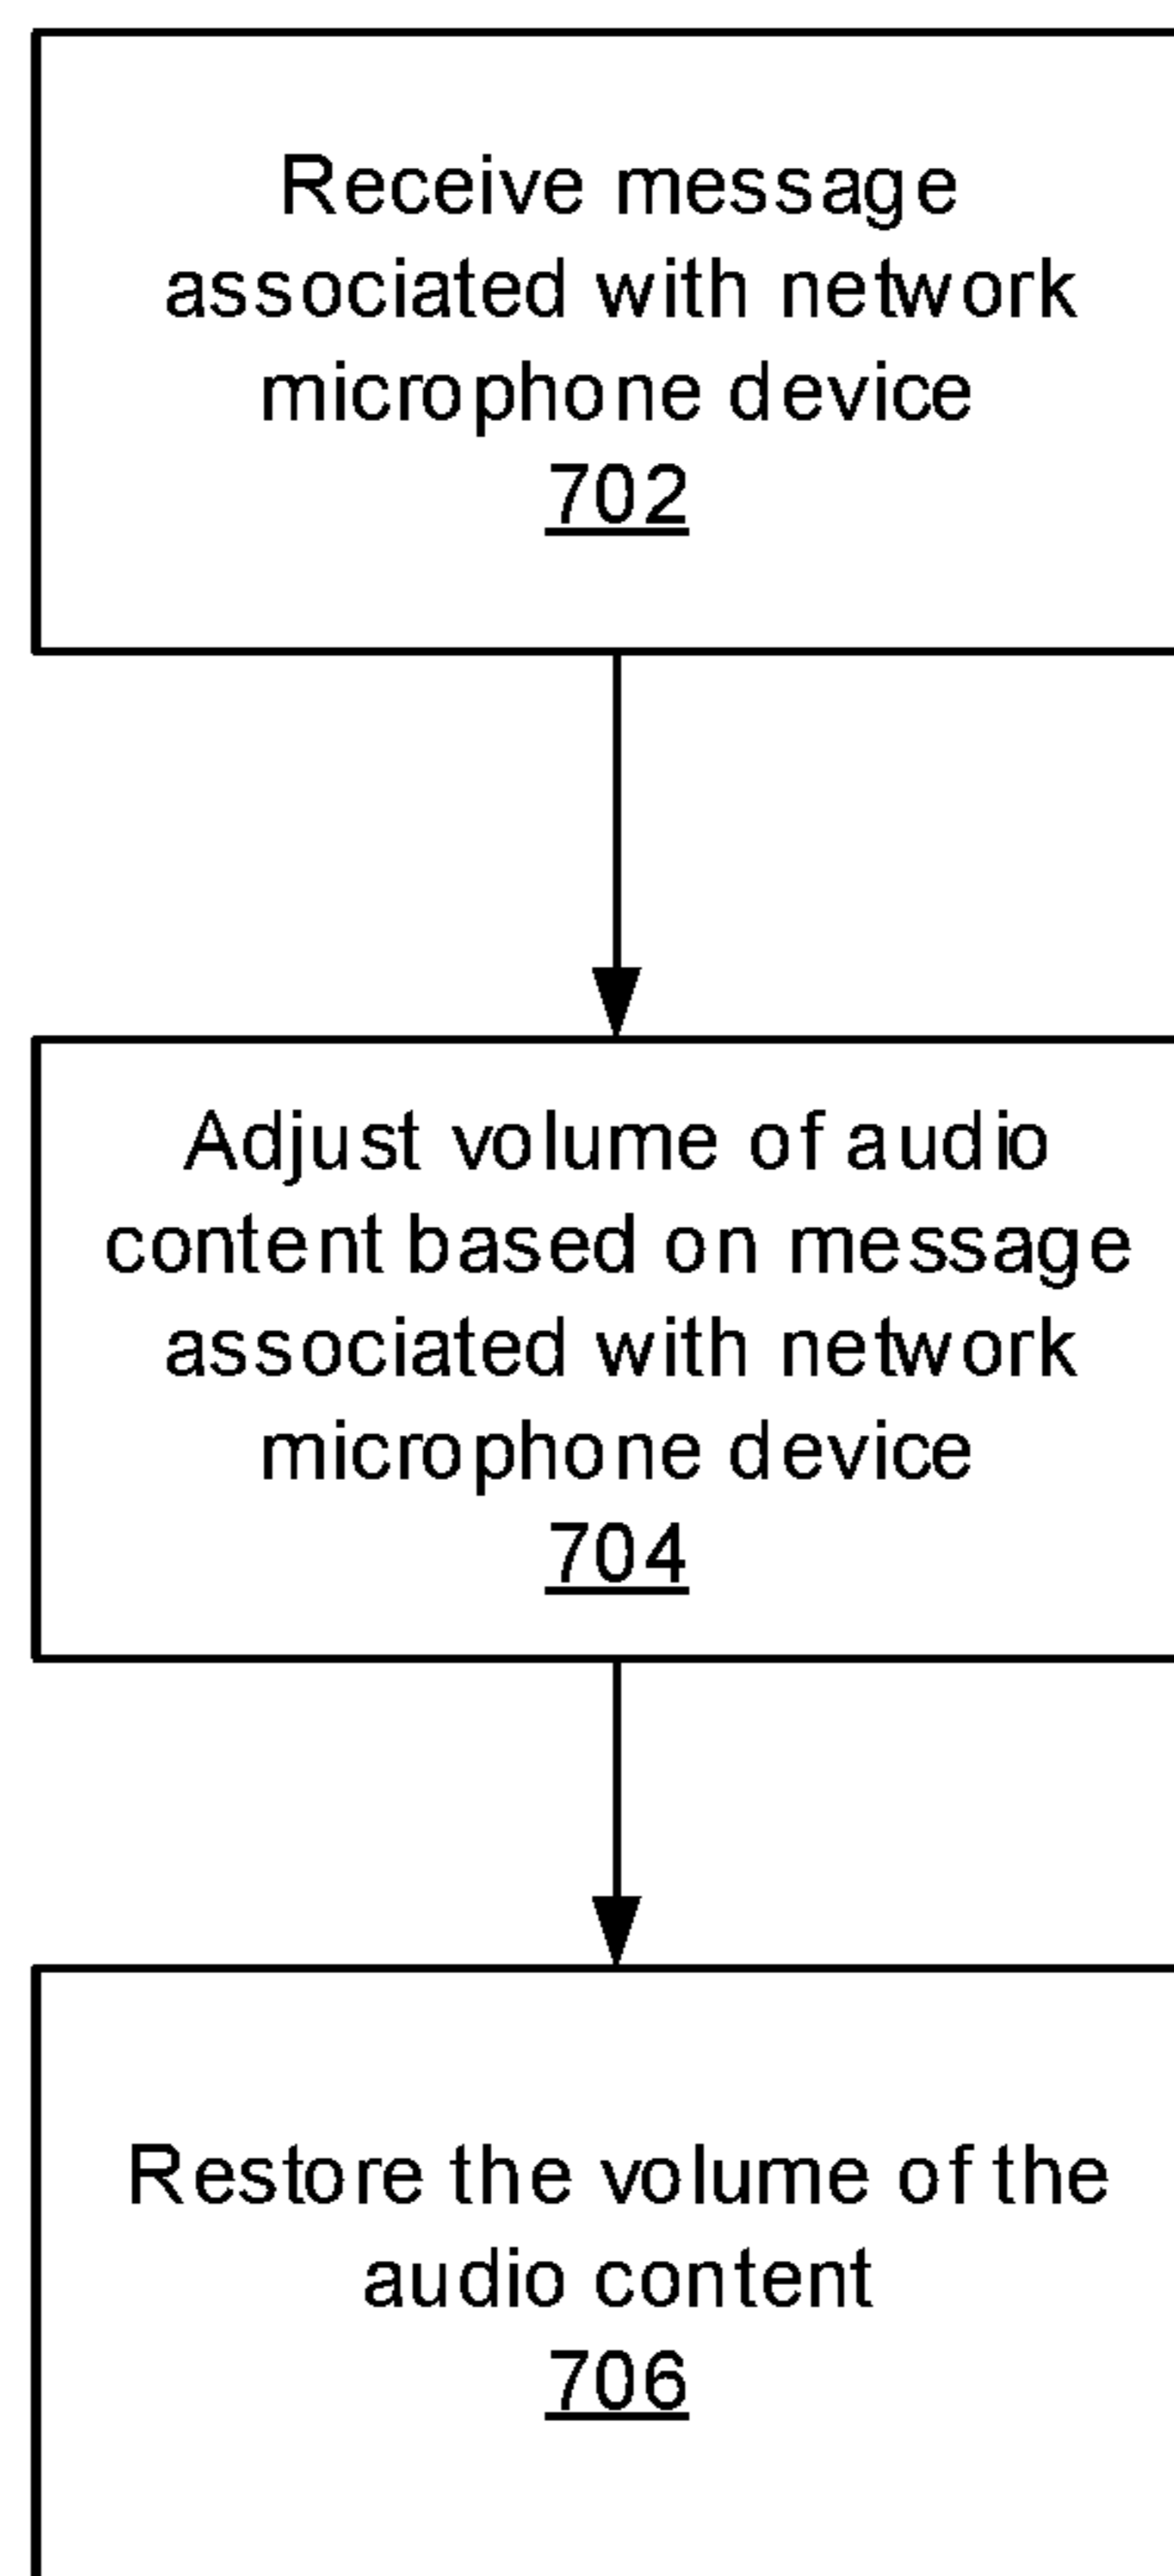 Receive message
associated with network
microphone device
702
Adjust volume of audio
content based on message
associated with network
microphone device
704
Restore the volume of the
audio content
706